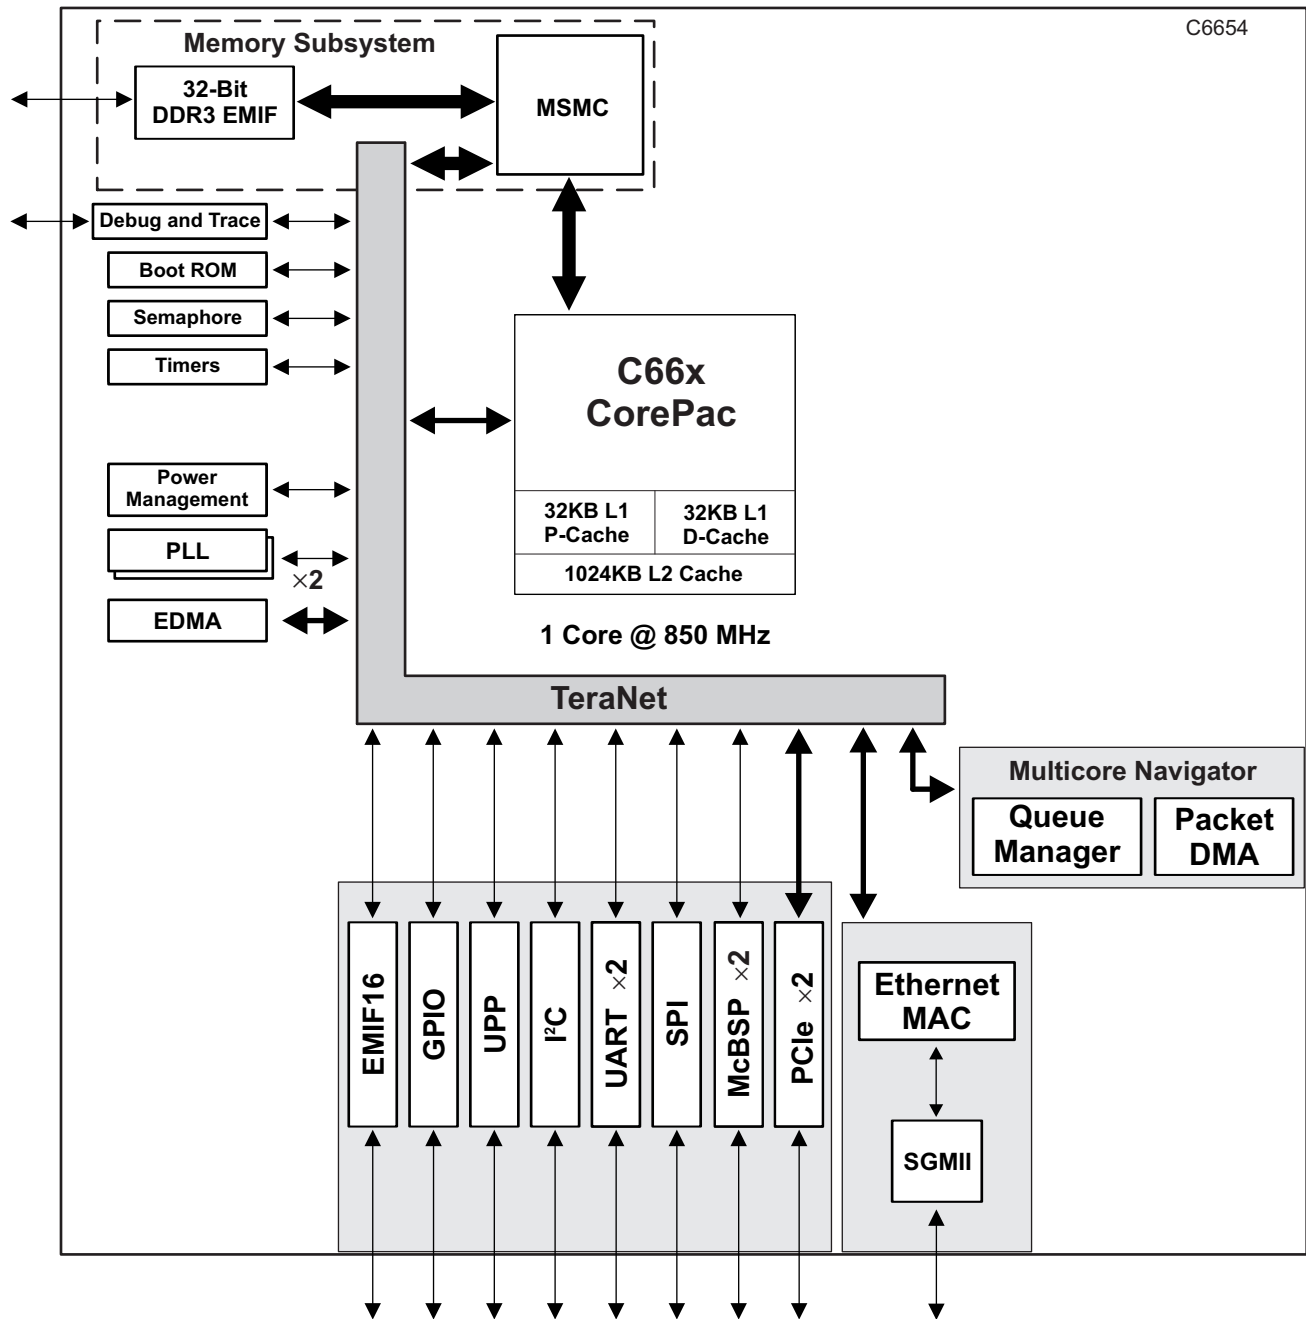 C6654
Memory Subsystem
32-Bit
DDR3 EMIF
MSMC
Debug and Trace
Boot ROM
Semaphore
Timers
C66x
CorePac
Power
Management
32KB L1
P-Cache
32KB L1
D-Cache
PLL
×2
1024KB L2 Cache
EDMA
1 Core @ 850 MHz
TeraNet
Multicore Navigator
Queue
Manager
Packet
DMA
EMIF16
GPIO
UPP
I²C
UART ×2
SPI
McBSP ×2
PCIe ×2
Ethernet
MAC
SGMII